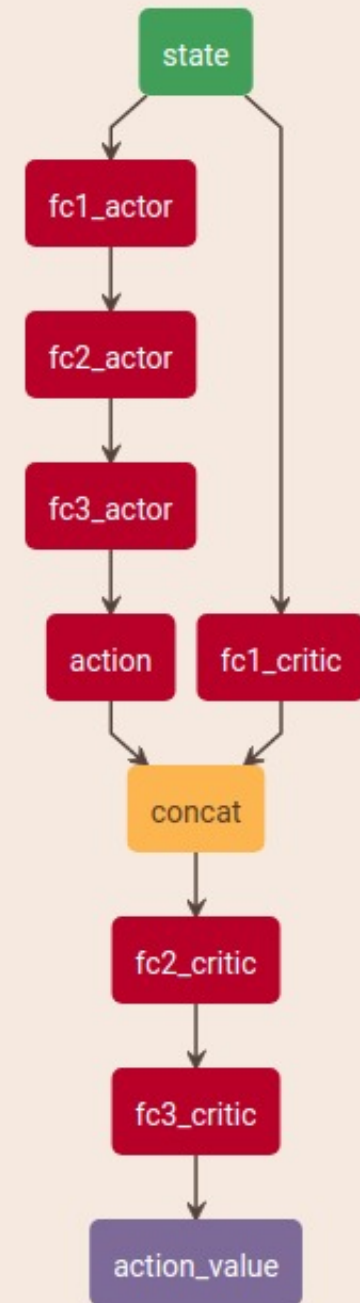 state
fc1_actor
fc2_actor
fc3_actor
action
fc1_critic
concat
fc2_critic
fc3_critic
action_value